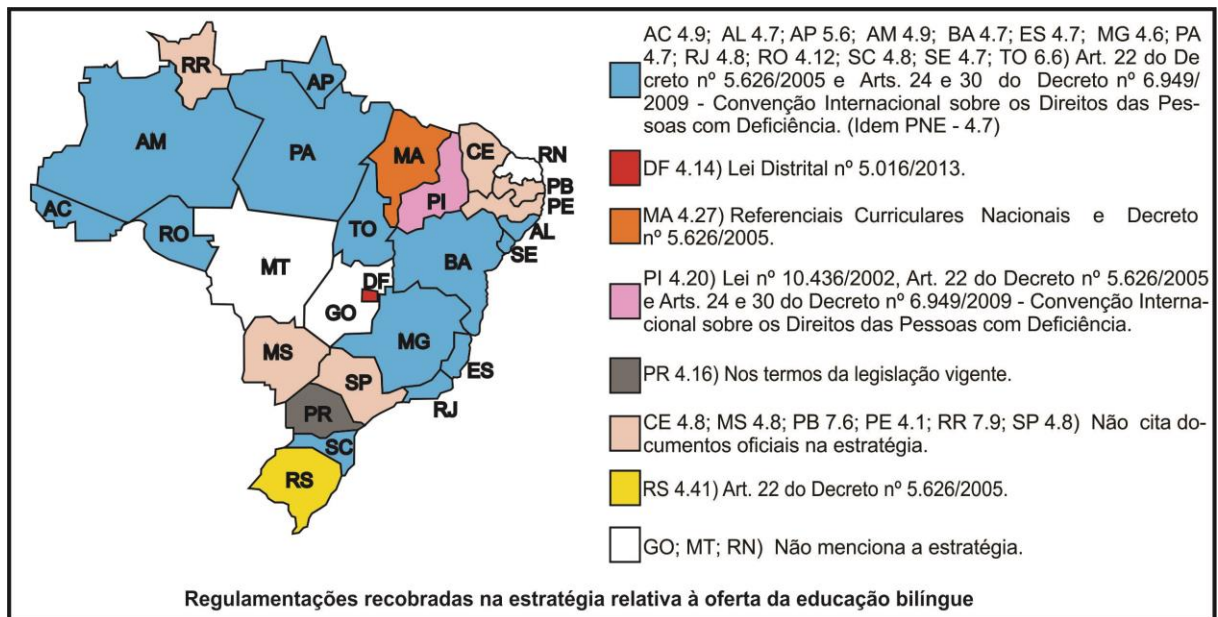 RR
AP
AM
PA
MA
CE
RN
PB
PE
PI
AC
RO
TO
AL
SE
BA
MT
DF
GO
MG
MS
ES
SP
RJ
PR
SC
RS
AC 4.9; AL 4.7; AP 5.6; AM 4.9; BA 4.7; ES 4.7; MG 4.6; PA
4.7; RJ 4.8; RO 4.12; SC 4.8; SE 4.7; TO 6.6) Art. 22 do De
creto nº 5.626/2005 e Arts. 24 e 30 do Decreto nº 6.949/
2009 - Convenção Internacional sobre os Direitos das Pes-
soas com Deficiência. (Idem PNE - 4.7)
DF 4.14) Lei Distrital nº 5.016/2013.
MA 4.27) Referenciais Curriculares Nacionais e Decreto
nº 5.626/2005.
PI 4.20) Lei nº 10.436/2002, Art. 22 do Decreto nº 5.626/2005
e Arts. 24 e 30 do Decreto nº 6.949/2009 - Convenção Interna-
cional sobre os Direitos das Pessoas com Deficiência.
PR 4.16) Nos termos da legislação vigente.
CE 4.8; MS 4.8; PB 7.6; PE 4.1; RR 7.9; SP 4.8) Não cita do-
cumentos oficiais na estratégia.
RS 4.41) Art. 22 do Decreto nº 5.626/2005.
GO; MT; RN) Não menciona a estratégia.
Regulamentações recobradas na estratégia relativa à oferta da educação bilíngue